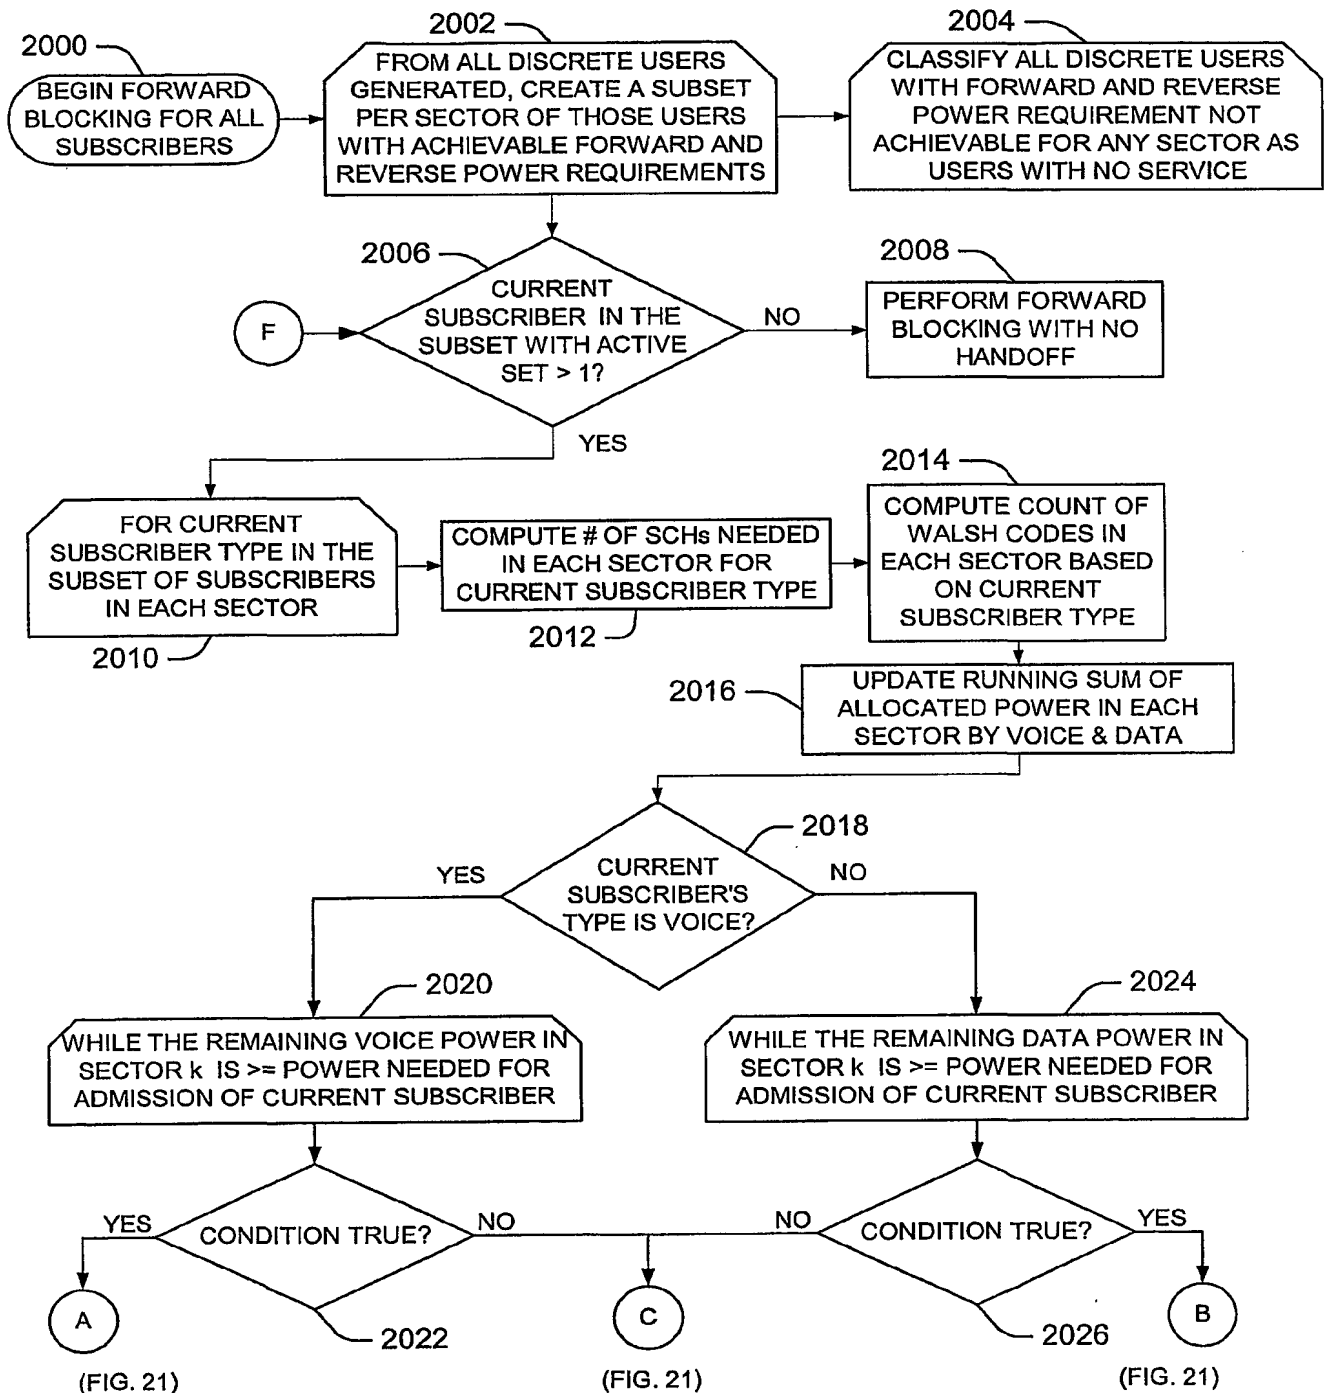 2000
BEGIN FORWARD
BLOCKING FOR ALL
SUBSCRIBERS
2002
FROM ALL DISCRETE USERS
GENERATED, CREATE A SUBSET
PER SECTOR OF THOSE USERS
WITH ACHIEVABLE FORWARD AND
REVERSE POWER REQUIREMENTS
2004
CLASSIFY ALL DISCRETE USERS
WITH FORWARD AND REVERSE
POWER REQUIREMENT NOT
ACHIEVABLE FOR ANY SECTOR AS
USERS WITH NO SERVICE
F
2006
CURRENT
SUBSCRIBER IN THE
SUBSET WITH ACTIVE
SET > 1?
NO
2008
PERFORM FORWARD
BLOCKING WITH NO
HANDOFF
YES
FOR CURRENT
SUBSCRIBER TYPE IN THE
SUBSET OF SUBSCRIBERS
IN EACH SECTOR
2010
COMPUTE # OF SCHs NEEDED
IN EACH SECTOR FOR
CURRENT SUBSCRIBER TYPE
2012
2014
COMPUTE COUNT OF
WALSH CODES IN
EACH SECTOR BASED
ON CURRENT
SUBSCRIBER TYPE
2016
UPDATE RUNNING SUM OF
ALLOCATED POWER IN EACH
SECTOR BY VOICE & DATA
2018
CURRENT
SUBSCRIBER'S
TYPE IS VOICE?
YES
NO
2020
WHILE THE REMAINING VOICE POWER IN
SECTOR k IS >= POWER NEEDED FOR
ADMISSION OF CURRENT SUBSCRIBER
2024
WHILE THE REMAINING DATA POWER IN
SECTOR k IS >= POWER NEEDED FOR
ADMISSION OF CURRENT SUBSCRIBER
YES
CONDITION TRUE?
NO
2022
NO
CONDITION TRUE?
YES
2026
A
C
B
(FIG. 21)
(FIG. 21)
(FIG. 21)